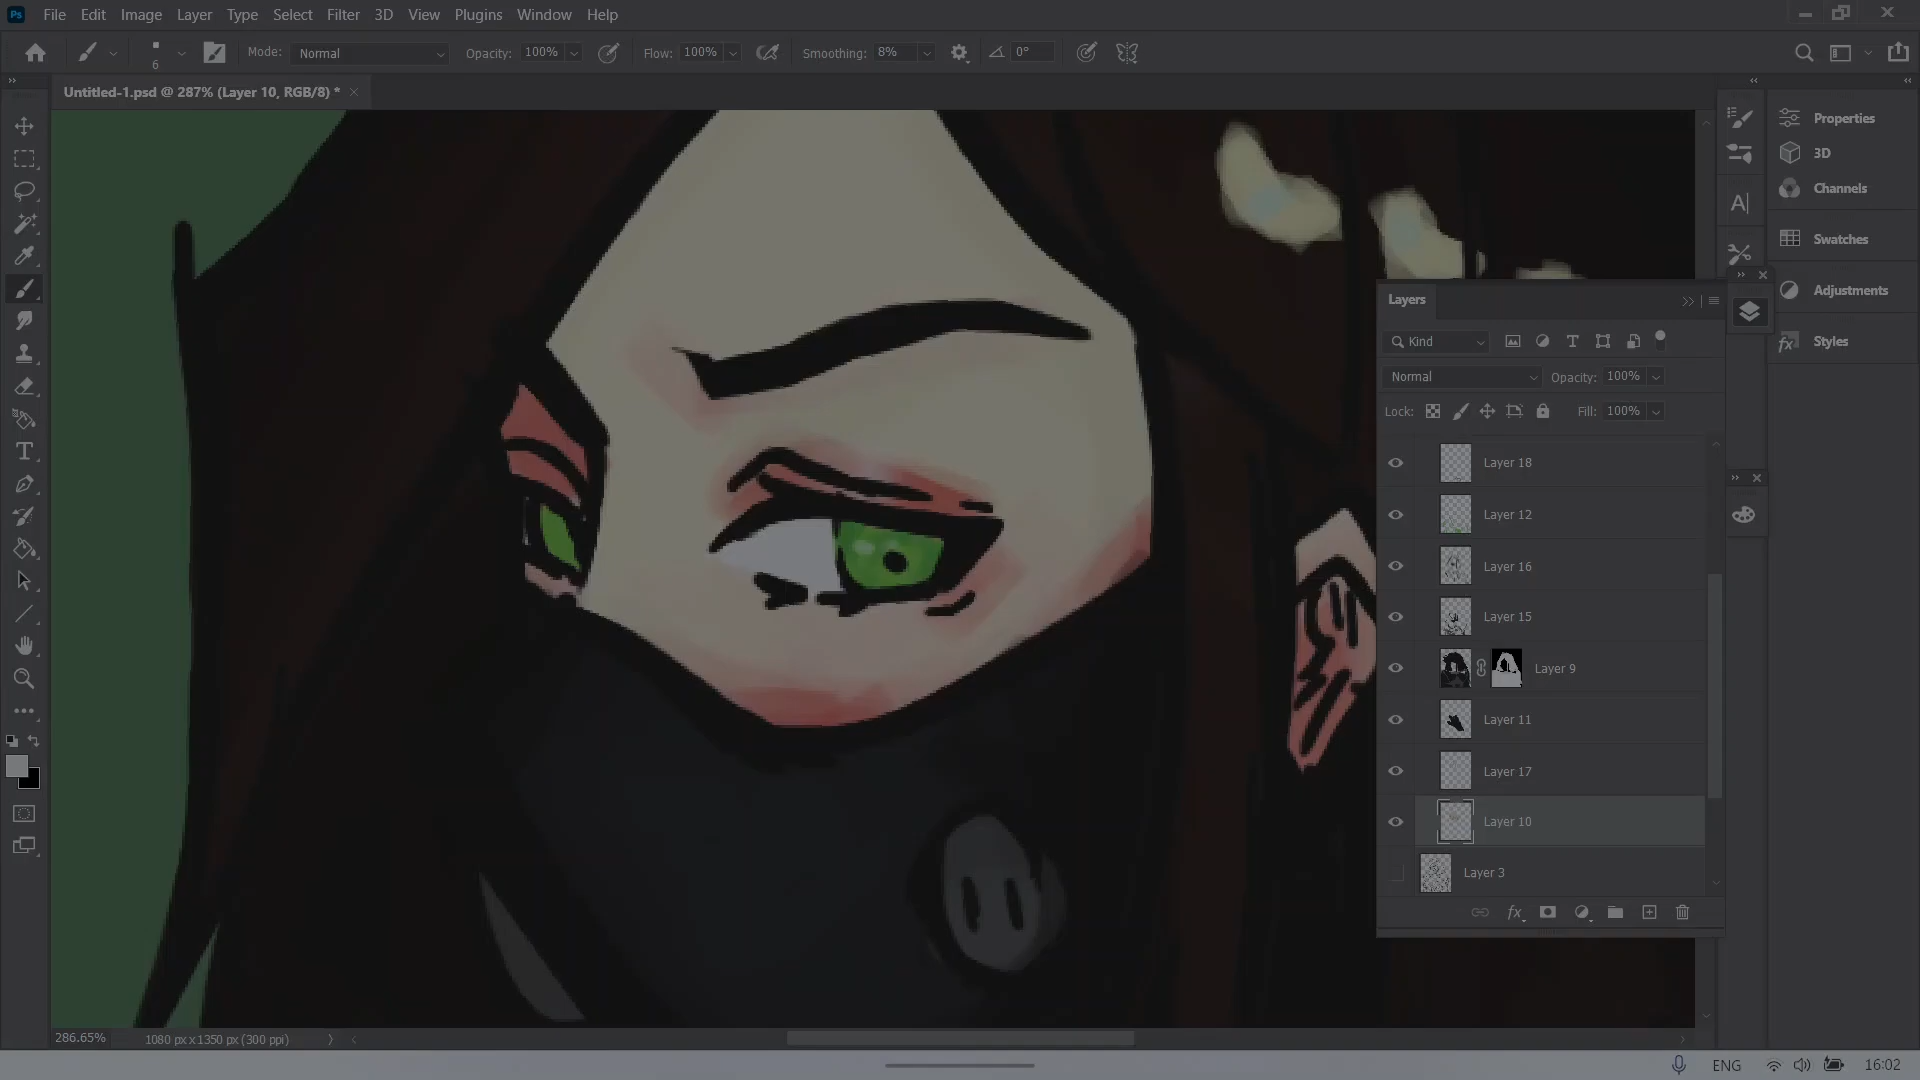 Ps File Edit Image Layer Type Select Filter 3D View Plugins Window Help
6 Mode: Normal Opacity: 100% Flow: 100% Smoothing: 8% 0°
Untitled-1.psd @ 287% (Layer 10, RGB/8) *
Properties
3D
Channels
Swatches
Adjustments
Styles
Layers
Kind
Normal Opacity: 100%
Lock: Fill: 100%
Layer 18
Layer 12
Layer 16
Layer 15
Layer 9
Layer 11
Layer 17
Layer 10
Layer 3
286.65% 1080 px x 1350 px (300 ppi)
ENG 16:02